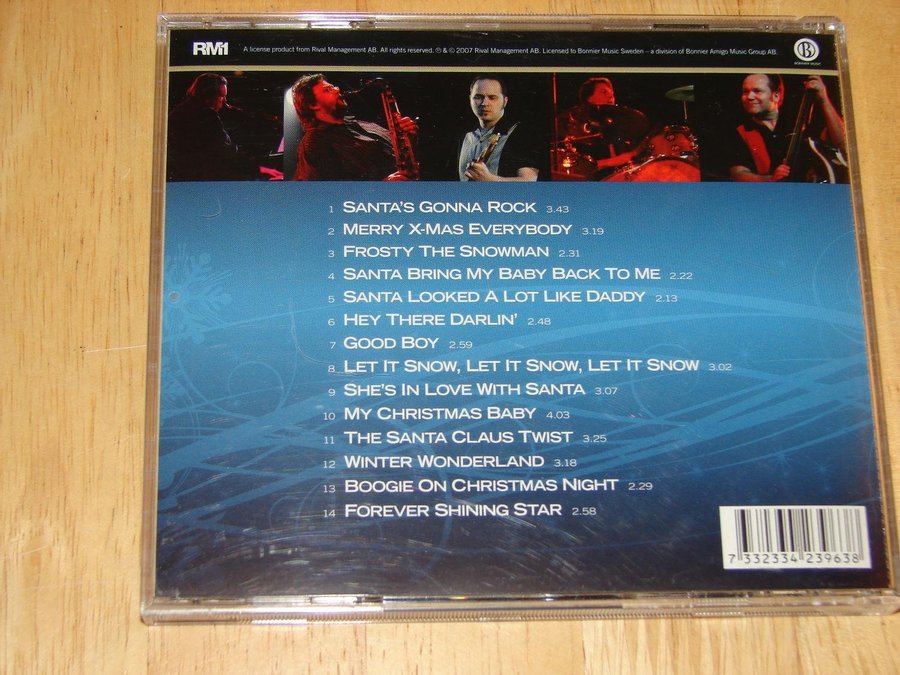 RM1 A license product from Rival Management AB. All rights reserved. ℗ & © 2007 Rival Management AB. Licensed to Bonnier Music Sweden – a division of Bonnier Amigo Music Group AB. B
BONNIER MUSIC
1 SANTA'S GONNA ROCK 3.43
2 MERRY X-MAS EVERYBODY 3.19
3 FROSTY THE SNOWMAN 2.31
4 SANTA BRING MY BABY BACK TO ME 2.22
5 SANTA LOOKED A LOT LIKE DADDY 2.13
6 HEY THERE DARLIN' 2.48
7 GOOD BOY 2.59
8 LET IT SNOW, LET IT SNOW, LET IT SNOW 3.02
9 SHE'S IN LOVE WITH SANTA 3.07
10 MY CHRISTMAS BABY 4.03
11 THE SANTA CLAUS TWIST 3.25
12 WINTER WONDERLAND 3.18
13 BOOGIE ON CHRISTMAS NIGHT 2.29
14 FOREVER SHINING STAR 2.58
7 332334 239638